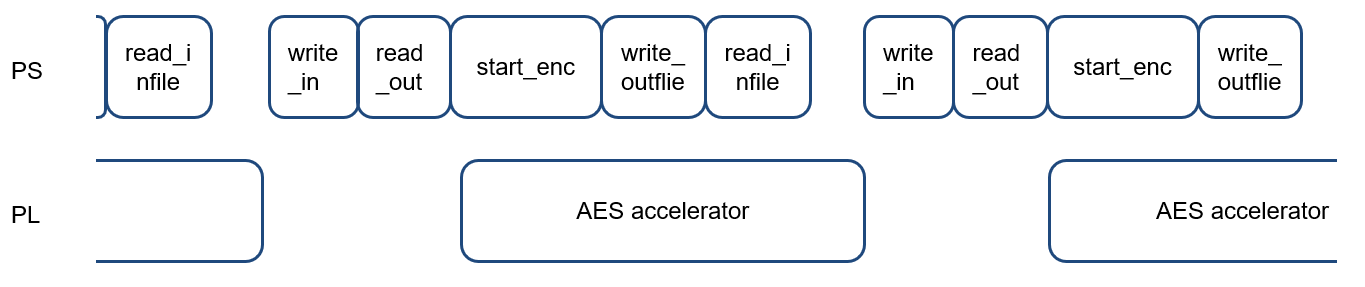 PS
read_i
nfile
write
_in
read
_out
start_enc
write_
outflie
read_i
nfile
write
_in
read
_out
start_enc
write_
outflie
PL
AES accelerator
AES accelerator